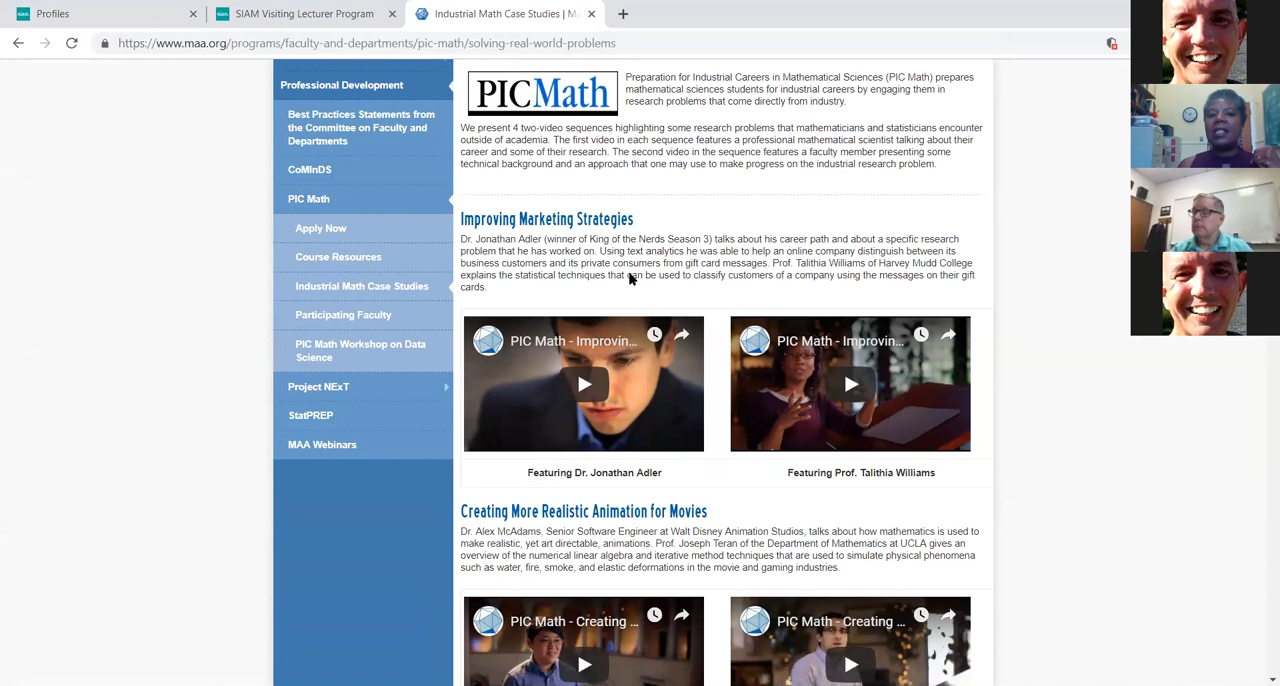 Profiles
SIAM Visiting Lecturer Program
Industrial Math Case Studies | M
https://www.maa.org/programs/faculty-and-departments/pic-math/solving-real-world-problems
Professional Development
Best Practices Statements from
the Committee on Faculty and
Departments
CoMInDS
PIC Math
Apply Now
Course Resources
Industrial Math Case Studies
Participating Faculty
PIC Math Workshop on Data
Science
Project NExT
StatPREP
MAA Webinars
PICMath
Preparation for Industrial Careers in Mathematical Sciences (PIC Math) prepares
mathematical sciences students for industrial careers by engaging them in
research problems that come directly from industry.
We present 4 two-video sequences highlighting some research problems that mathematicians and statisticians encounter
outside of academia. The first video in each sequence features a professional mathematical scientist talking about their
career and some of their research. The second video in the sequence features a faculty member presenting some
technical background and an approach that one may use to make progress on the industrial research problem.
Improving Marketing Strategies
Dr. Jonathan Adler (winner of King of the Nerds Season 3) talks about his career path and about a specific research
problem that he has worked on. Using text analytics he was able to help an online company distinguish between its
business customers and its private consumers from gift card messages. Prof. Talithia Williams of Harvey Mudd College
explains the statistical techniques that can be used to classify customers of a company using the messages on their gift
cards.
PIC Math - Improvin...
PIC Math - Improvin...
Featuring Dr. Jonathan Adler
Featuring Prof. Talithia Williams
Creating More Realistic Animation for Movies
Dr. Alex McAdams, Senior Software Engineer at Walt Disney Animation Studios, talks about how mathematics is used to
make realistic, yet art directable, animations. Prof. Joseph Teran of the Department of Mathematics at UCLA gives an
overview of the numerical linear algebra and iterative method techniques that are used to simulate physical phenomena
such as water, fire, smoke, and elastic deformations in the movie and gaming industries.
PIC Math - Creating ...
PIC Math - Creating ...